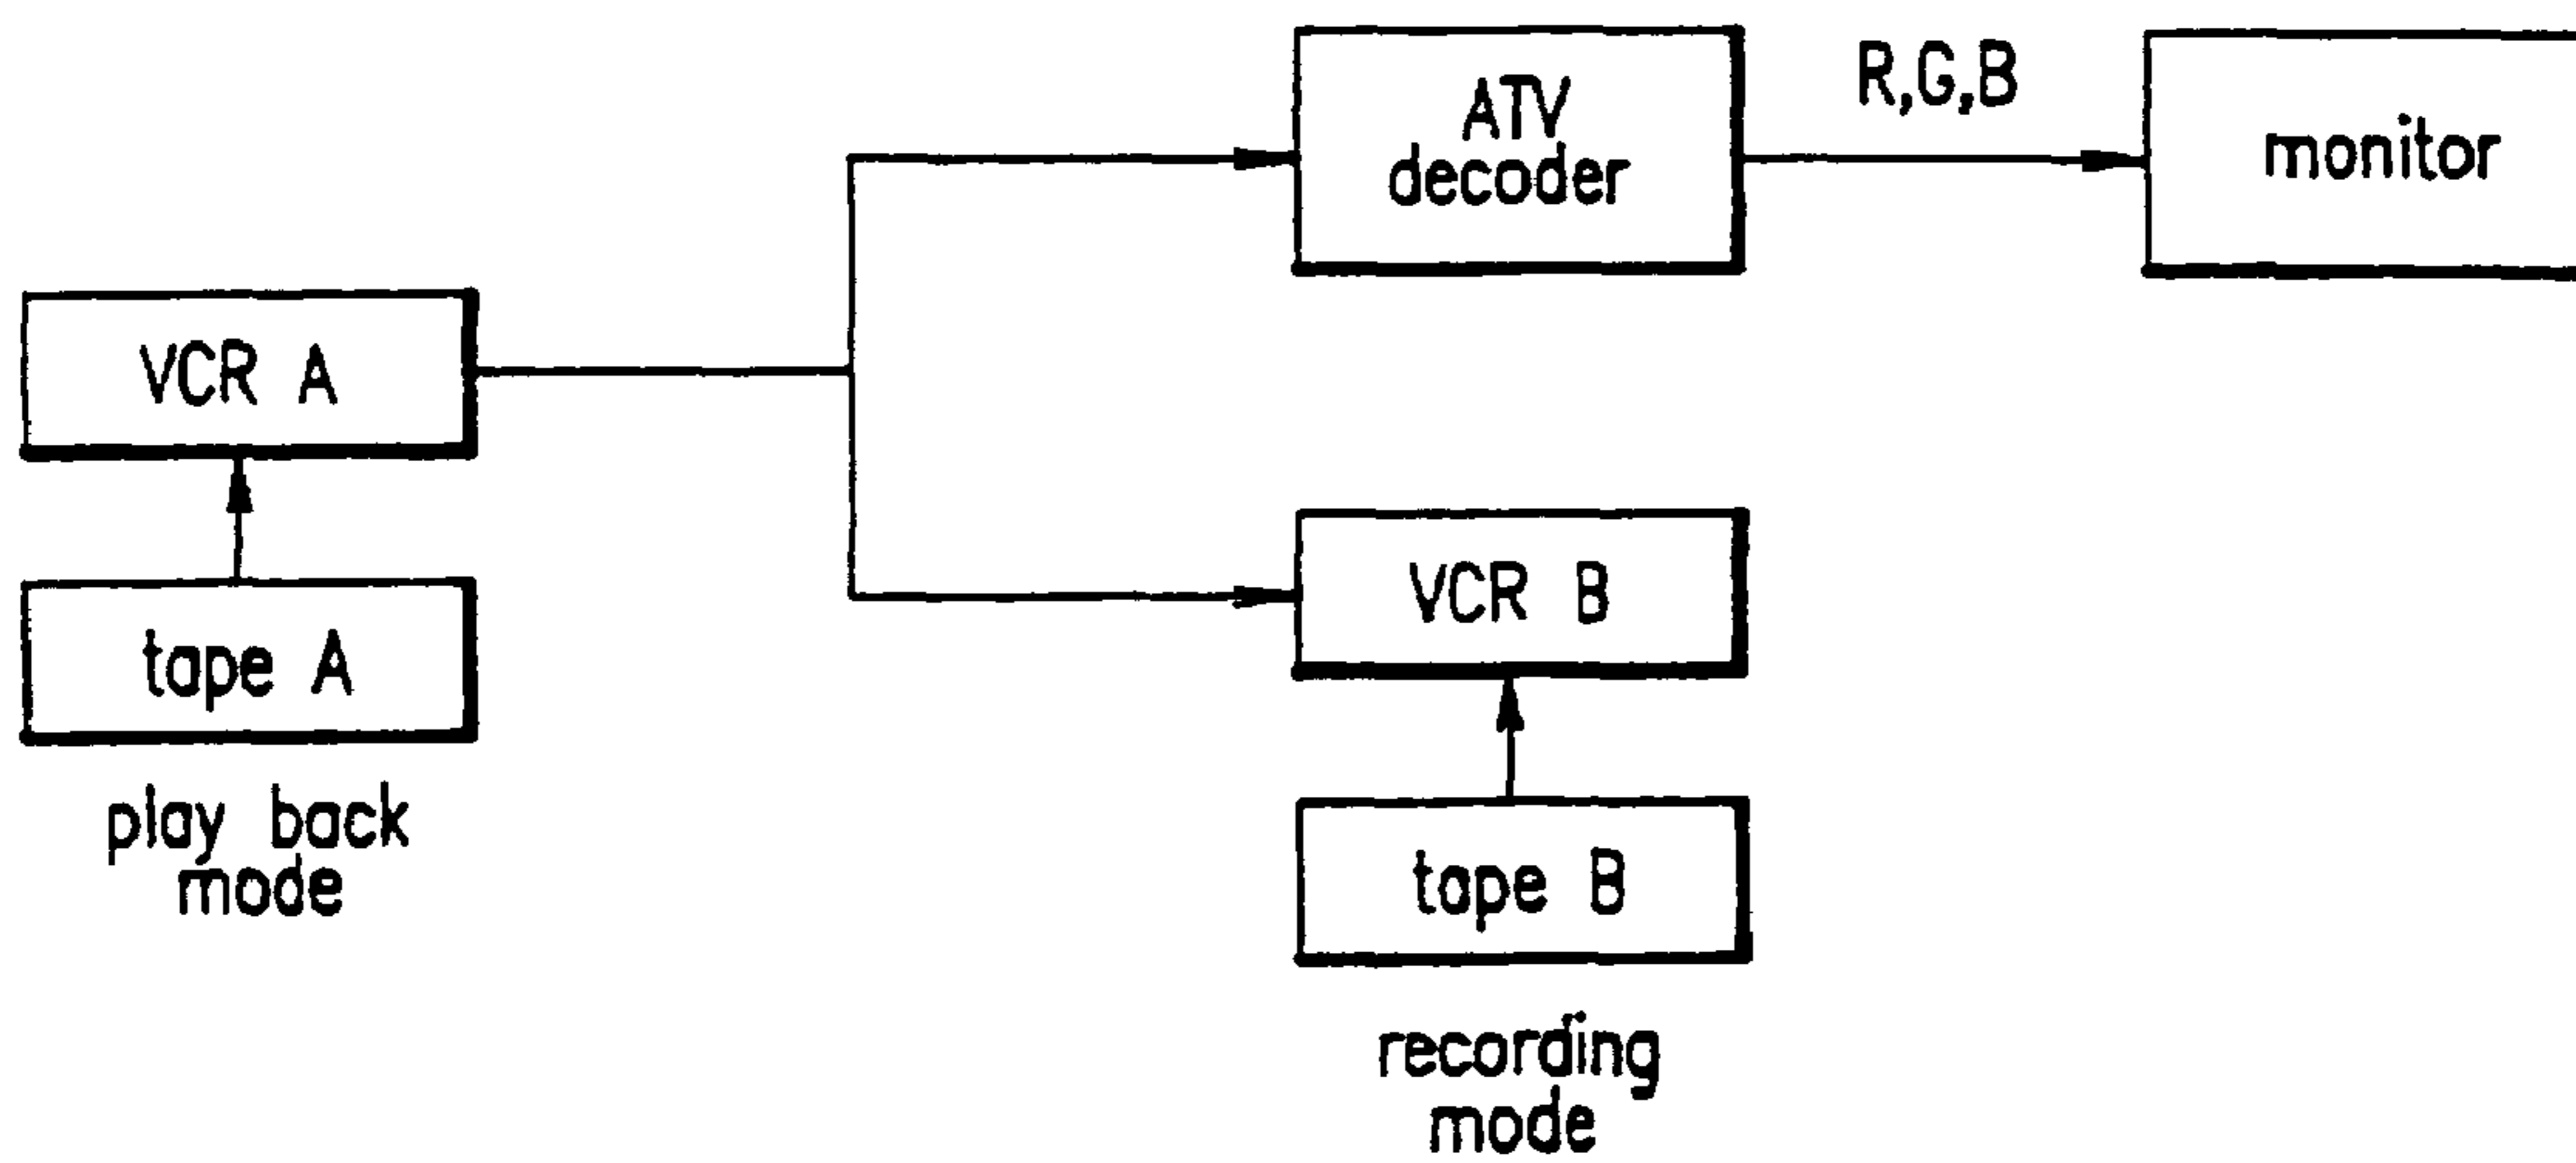 ATV
decoder
R,G,B
monitor
VCR A
tape A
play back
mode
VCR B
tape B
recording
mode